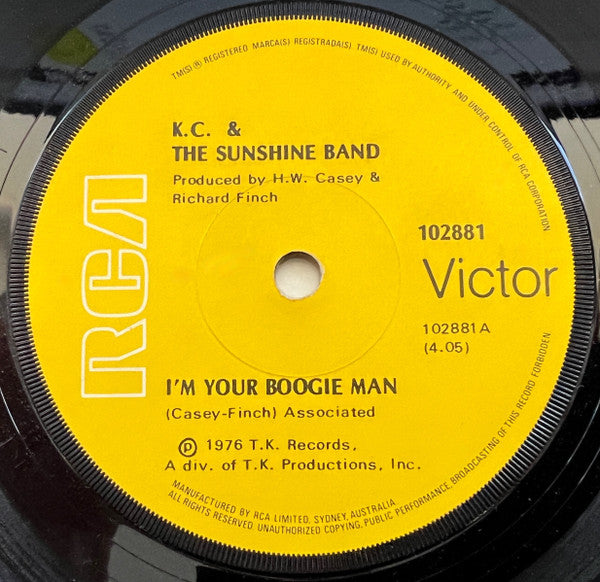 TM(S) ® REGISTERED MARCA(S) REGISTRADA(S) TM(S) USED BY AUTHORITY AND UNDER CONTROL OF RCA CORPORATION
K.C. &
THE SUNSHINE BAND
Produced by H.W. Casey &
Richard Finch
RCA
102881
Victor
102881A
(4.05)
I'M YOUR BOOGIE MAN
(Casey-Finch) Associated
℗ 1976 T.K. Records,
A div. of T.K. Productions, Inc.
MANUFACTURED BY RCA LIMITED, SYDNEY, AUSTRALIA.
ALL RIGHTS RESERVED. UNAUTHORIZED COPYING, PUBLIC PERFORMANCE, BROADCASTING OF THIS RECORD FORBIDDEN